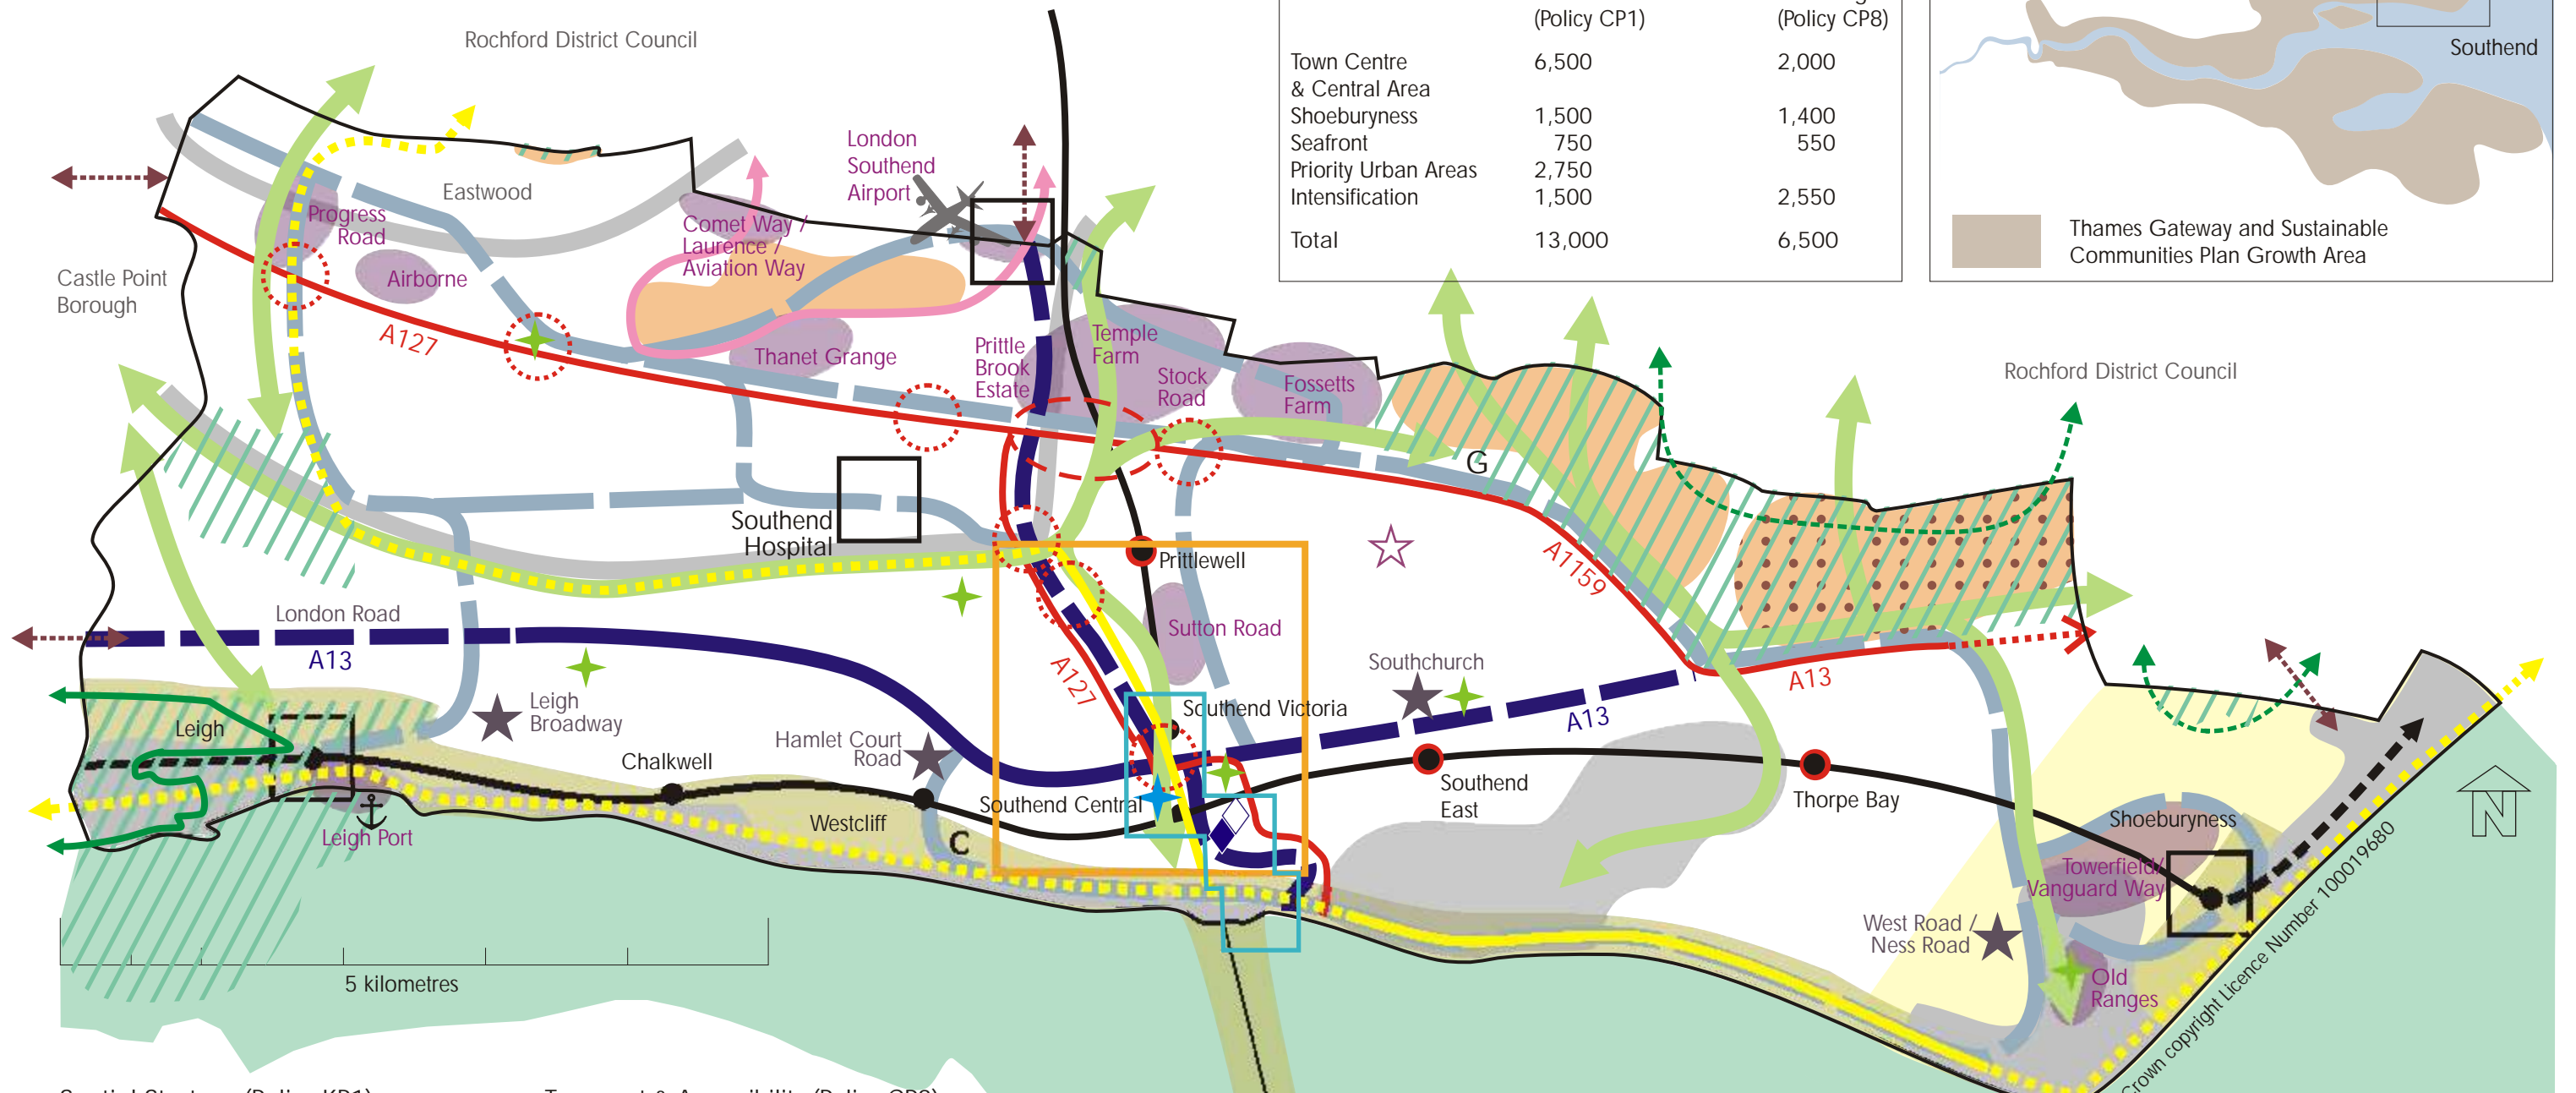 Rochford District Council
(Policy CP1)
(Policy CP8)
Town Centre 6,500 2,000
& Central Area
Shoeburyness 1,500 1,400
Seafront 750 550
Priority Urban Areas 2,750
Intensification 1,500 2,550
Total 13,000 6,500
Southend
Thames Gateway and Sustainable
Communities Plan Growth Area
London
Southend
Airport
Eastwood
Progress
Road
Comet Way /
Laurence /
Aviation Way
Castle Point
Borough
Airborne
A127
Thanet Grange
Prittle
Brook
Estate
Temple
Farm
Stock
Road
Fossetts
Farm
Rochford District Council
G
Southend
Hospital
Prittlewell
A1159
London Road
A13
Sutton Road
A127
Southchurch
A13
A13
Leigh
Leigh
Broadway
Southend Victoria
Hamlet Court
Road
Chalkwell
Southend Central
Southend
East
Thorpe Bay
Westcliff
C
Leigh Port
Shoeburyness
Towerfield/
Vanguard Way
West Road /
Ness Road
Old
Ranges
N
5 kilometres
Crown copyright Licence Number 100019680